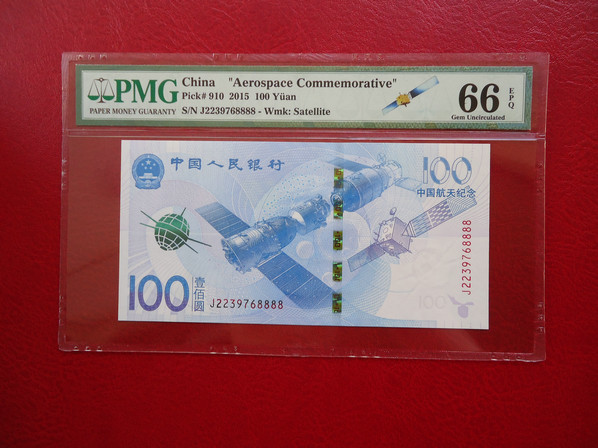 PMG
PAPER MONEY GUARANTY
China "Aerospace Commemorative"
Pick# 910 2015 100 Yüan
S/N J2239768888 - Wmk: Satellite
66 EPQ
Gem Uncirculated
中国人民银行
100
中国航天纪念
J2239768888
100
壹佰圆
J2239768888
100